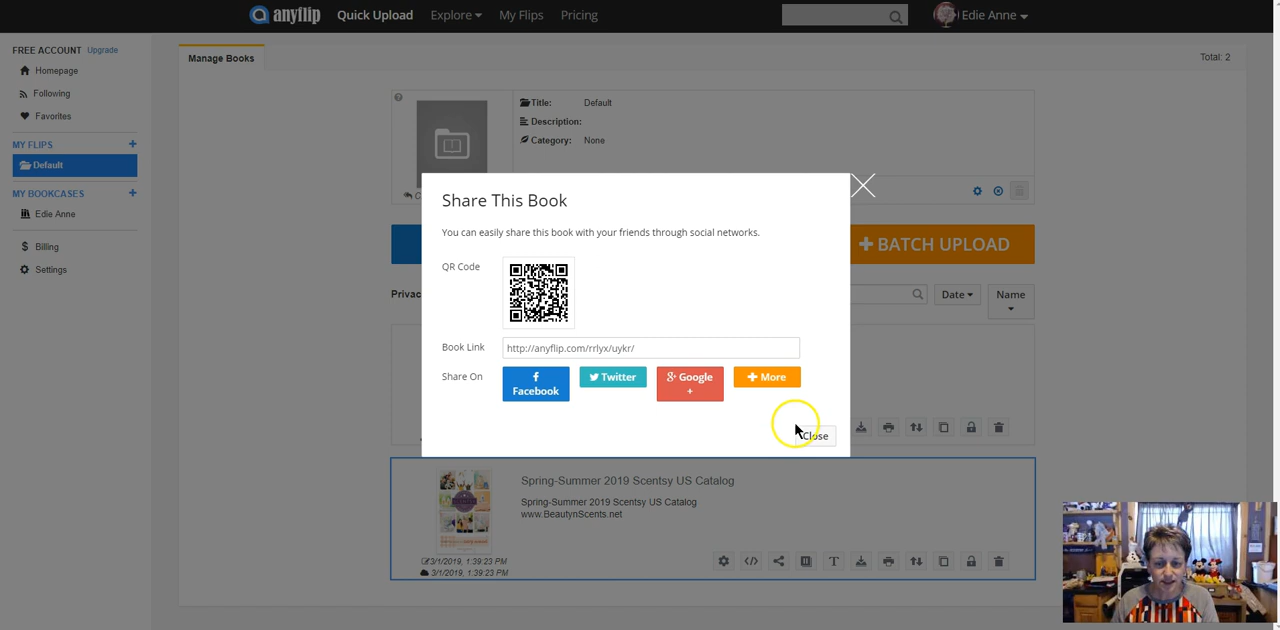 anyflip Quick Upload Explore My Flips Pricing Edie Anne
FREE ACCOUNT Upgrade
Homepage
Following
Favorites
MY FLIPS +
Default
MY BOOKCASES +
Edie Anne
$ Billing
Settings
Manage Books Total: 2
Title: Default
Description:
Category: None
+ BATCH UPLOAD
Date Name
Share This Book
You can easily share this book with your friends through social networks.
QR Code
Book Link http://anyflip.com/rrlyx/uykr/
Share On
f Facebook
Twitter
g+ Google +
+ More
Close
Spring-Summer 2019 Scentsy US Catalog
Spring-Summer 2019 Scentsy US Catalog
www.BeautynScents.net
3/1/2019, 1:39:23 PM
3/1/2019, 1:39:23 PM